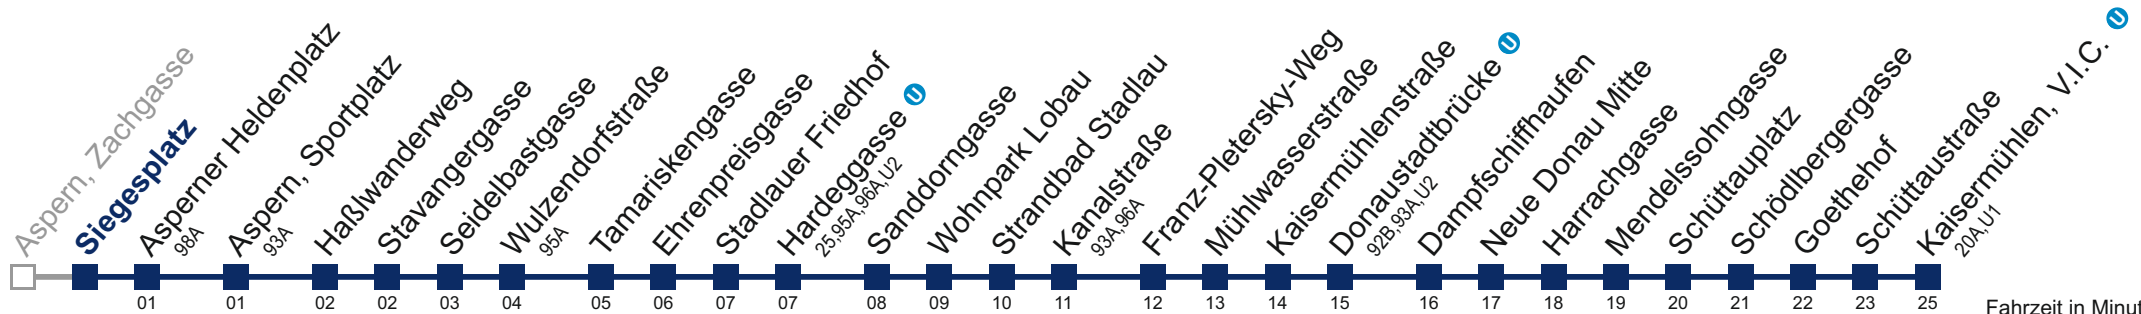 Aspern, Zachgasse
Siegesplatz
Asperner Heldenplatz
98A
Aspern, Sportplatz
93A
Haßlwanderweg
Stavangergasse
Seidelbastgasse
Wulzendorfstraße
95A
Tamariskengasse
Ehrenpreisgasse
Stadlauer Friedhof
Hardeggasse U
25,95A,96A,U2
Sanddorngasse
Wohnpark Lobau
Strandbad Stadlau
Kanalstraße
93A,96A
Franz-Pletersky-Weg
Mühlwasserstraße
Kaisermühlenstraße
Donaustadtbrücke U
92B,93A,U2
Dampfschiffhaufen
Neue Donau Mitte
Harrachgasse
Mendelssohngasse
Schüttauplatz
Schödlbergergasse
Goethehof
Schüttaustraße
Kaisermühlen, V.I.C. U
20A,U1
01 01 02 02 03 04 05 06 07 07 08 09 10 11 12 13 14 15 16 17 18 19 20 21 22 23 25
Fahrzeit in Minut